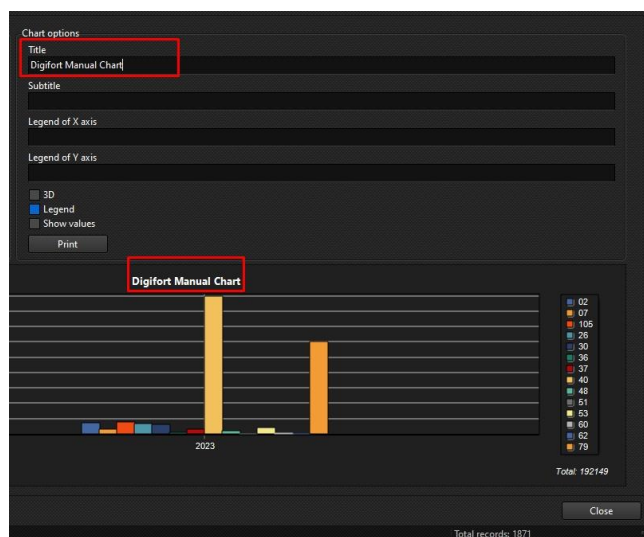 Chart options
Title
Digifort Manual Chart
Subtitle
Legend of X axis
Legend of Y axis
3D
Legend
Show values
Print
Digifort Manual Chart
02
07
105
26
30
36
37
40
48
51
53
60
62
79
2023
Total: 192149
Close
Total records: 1871